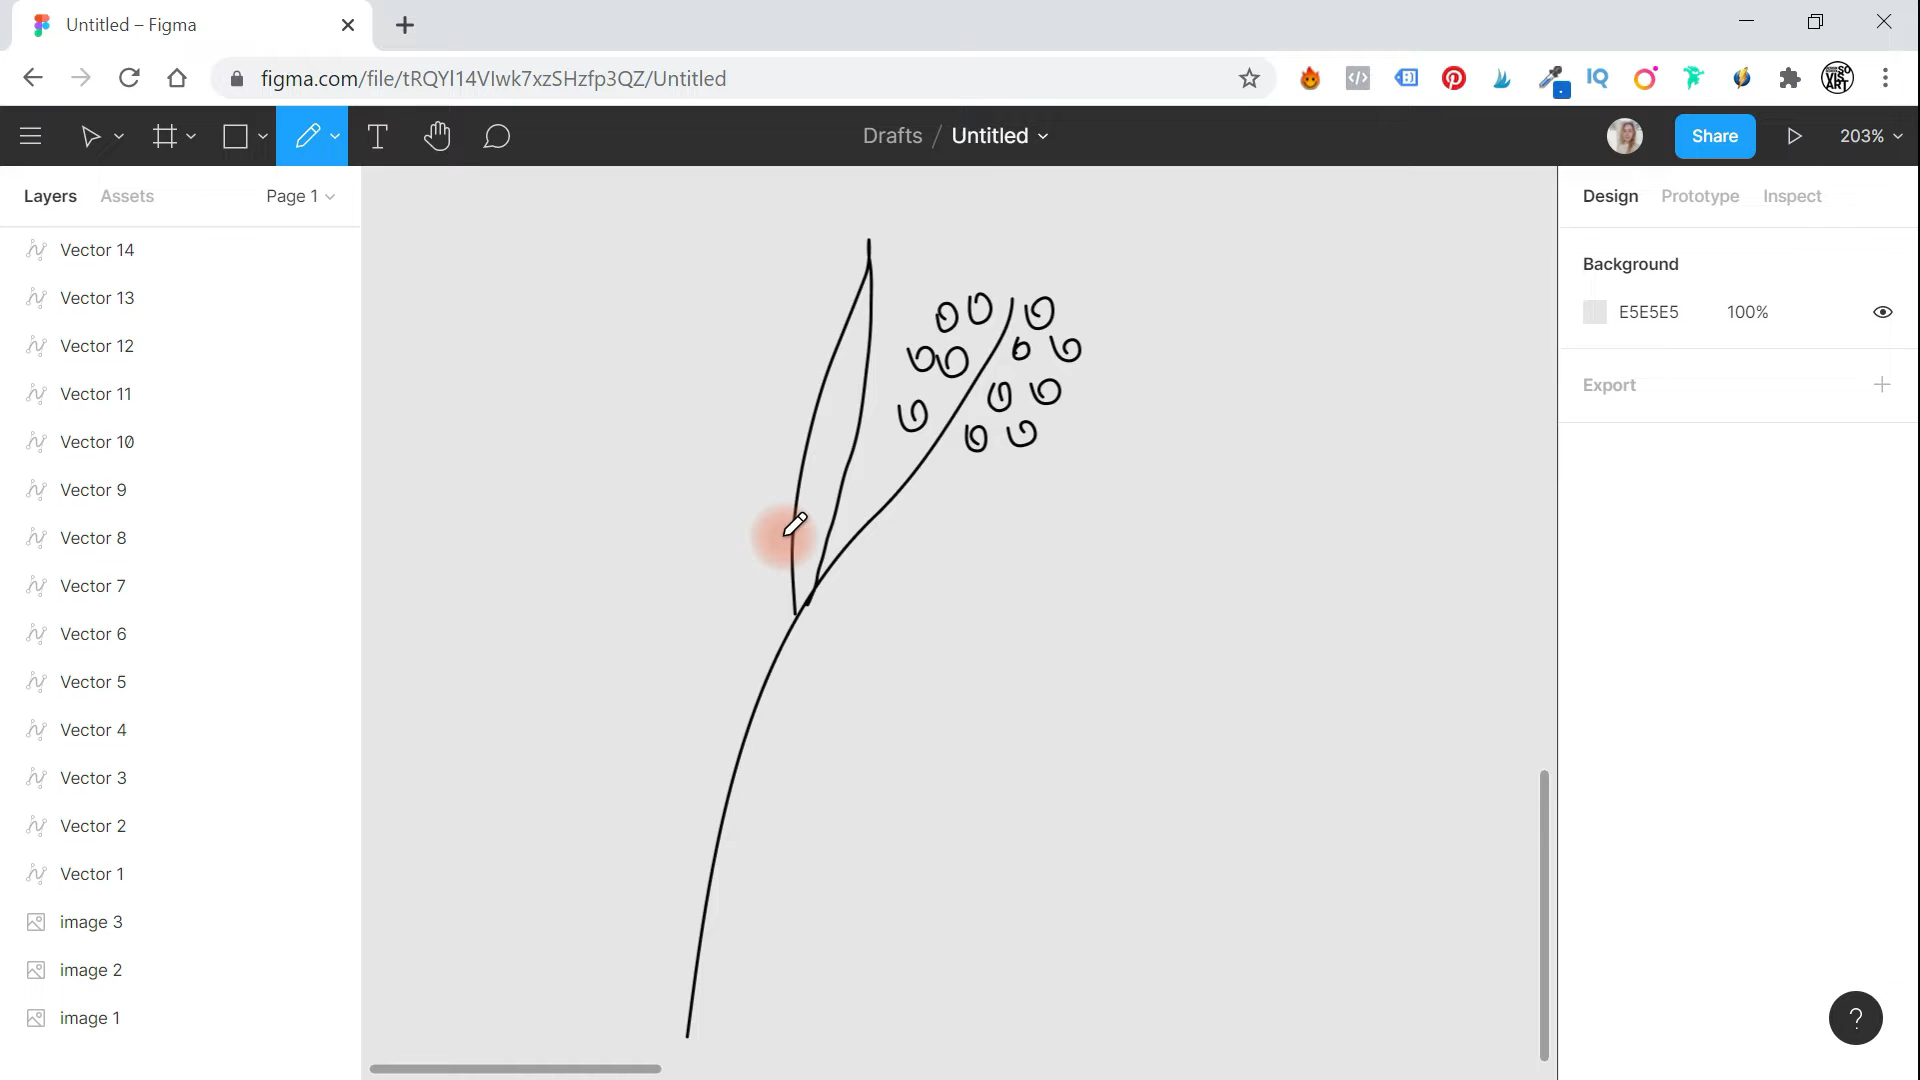 Untitled – Figma
figma.com/file/tRQYl14VIwk7xzSHzfp3QZ/Untitled
Drafts / Untitled
Share
203%
Layers
Assets
Page 1
Design
Prototype
Inspect
Vector 14
Vector 13
Vector 12
Vector 11
Vector 10
Vector 9
Vector 8
Vector 7
Vector 6
Vector 5
Vector 4
Vector 3
Vector 2
Vector 1
image 3
image 2
image 1
Background
E5E5E5
100%
Export
?